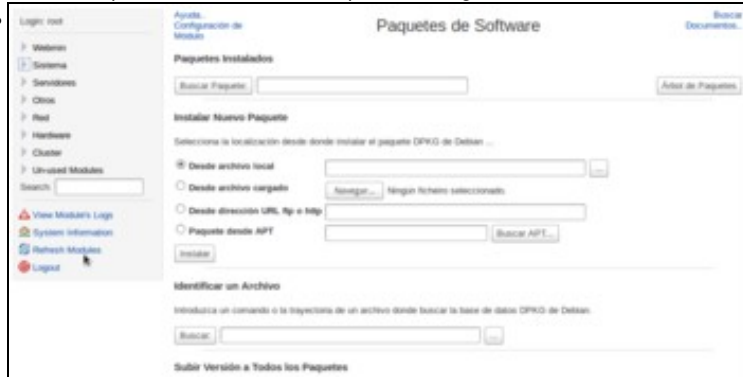 Login: root
Webmin
Sistema
Servidores
Otros
Red
Hardware
Cluster
Un-used Modules
Search:
View Module's Logs
System Information
Refresh Modules
Logout
Ayuda..
Configuración de
Módulo
Paquetes de Software
Buscar
Documentos..
Paquetes Instalados
Buscar Paquete:
Árbol de Paquetes
Instalar Nuevo Paquete
Selecciona la localización desde donde instalar el paquete DPKG de Debian ...
Desde archivo local
...
Desde archivo cargado
Navegar... Ningun fichero seleccionado.
Desde dirección URL ftp o http
Paquete desde APT
Buscar APT...
Instalar
Identificar un Archivo
Introduzca un comando o la trayectoria de un archivo donde buscar la base de datos DPKG de Debian.
Buscar:
...
Subir Versión a Todos los Paquetes